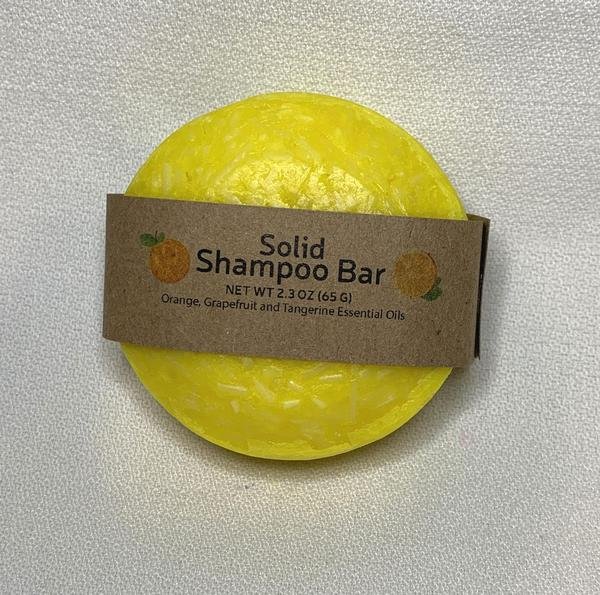 Solid
Shampoo Bar
NET WT 2.3 OZ (65 G)
Orange, Grapefruit and Tangerine Essential Oils